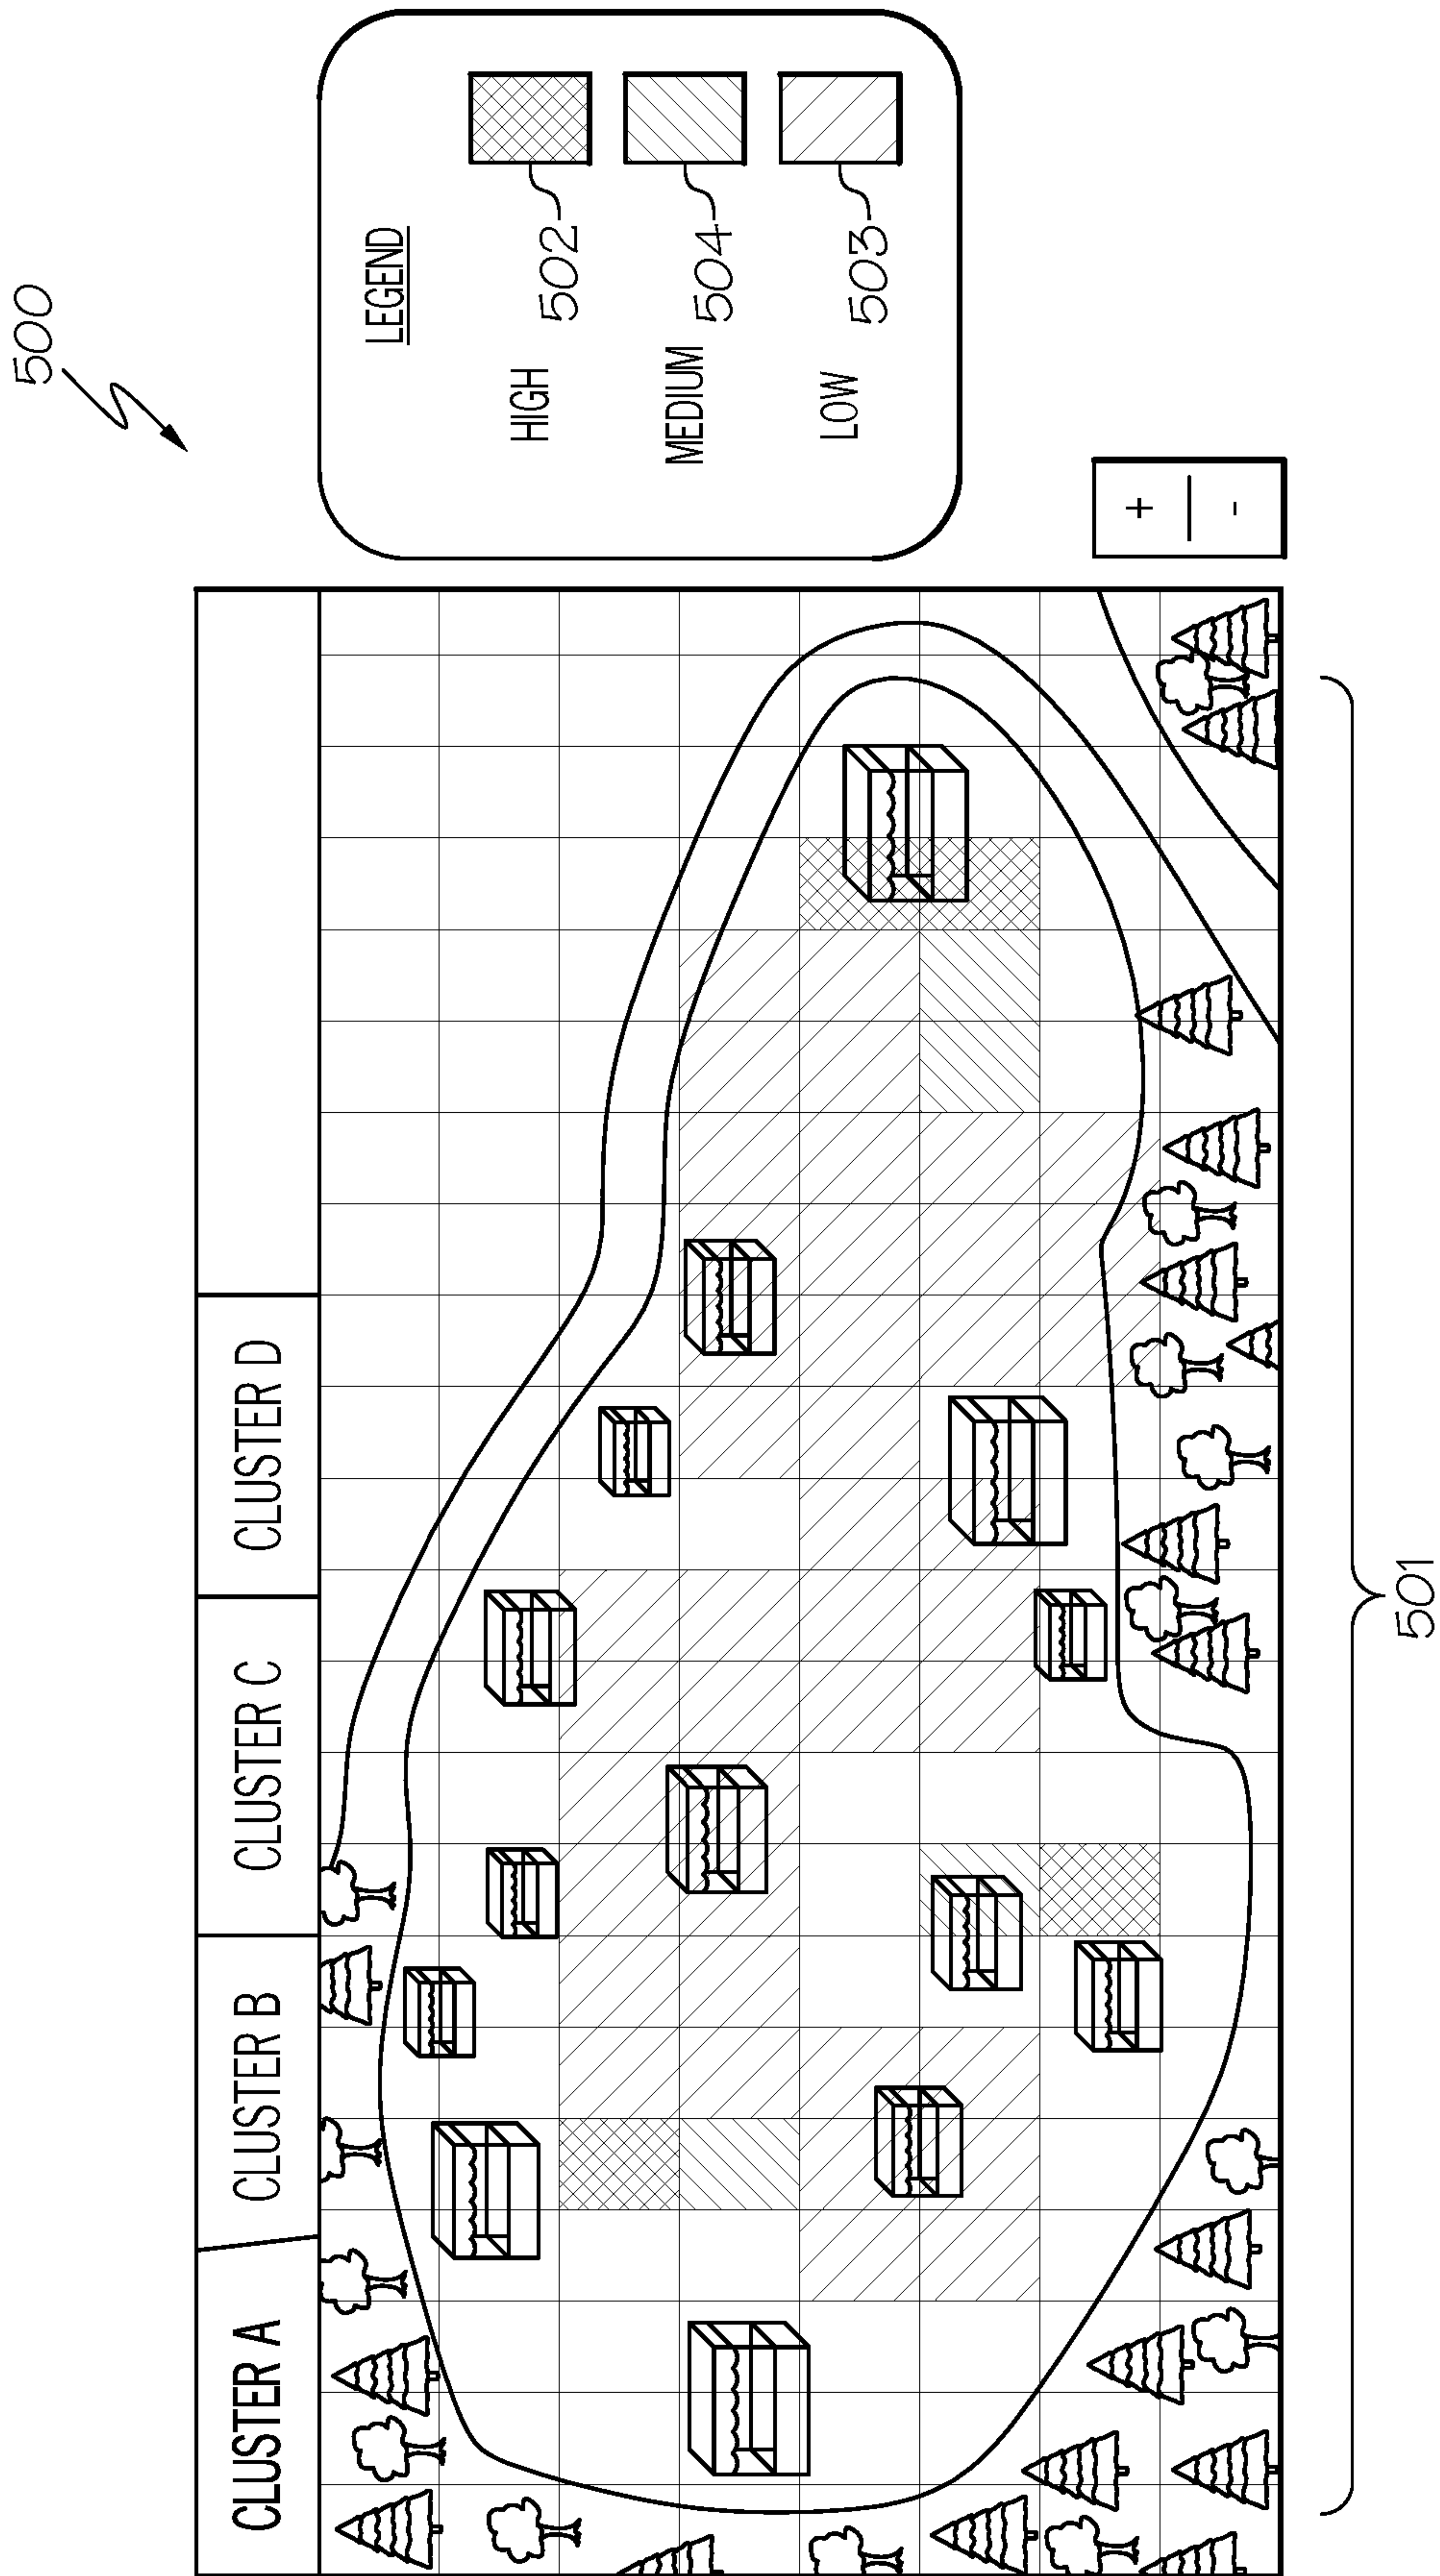 500
CLUSTER A
CLUSTER B
CLUSTER C
CLUSTER D
LEGEND
HIGH
502
MEDIUM
504
LOW
503
+
-
501